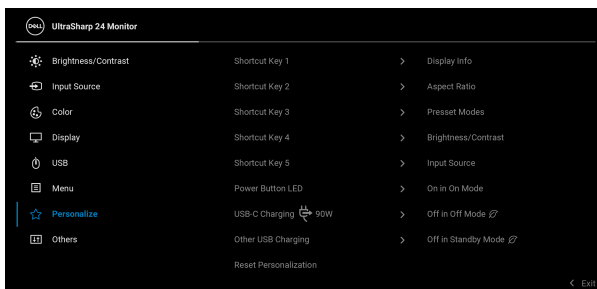 DELL UltraSharp 24 Monitor
Brightness/Contrast Shortcut Key 1 > Display Info
Input Source Shortcut Key 2 > Aspect Ratio
Color Shortcut Key 3 > Presset Modes
Display Shortcut Key 4 > Brightness/Contrast
USB Shortcut Key 5 > Input Source
Menu Power Button LED > On in On Mode
Personalize USB-C Charging 90W > Off in Off Mode
Others Other USB Charging > Off in Standby Mode
Reset Personalization
< Exit